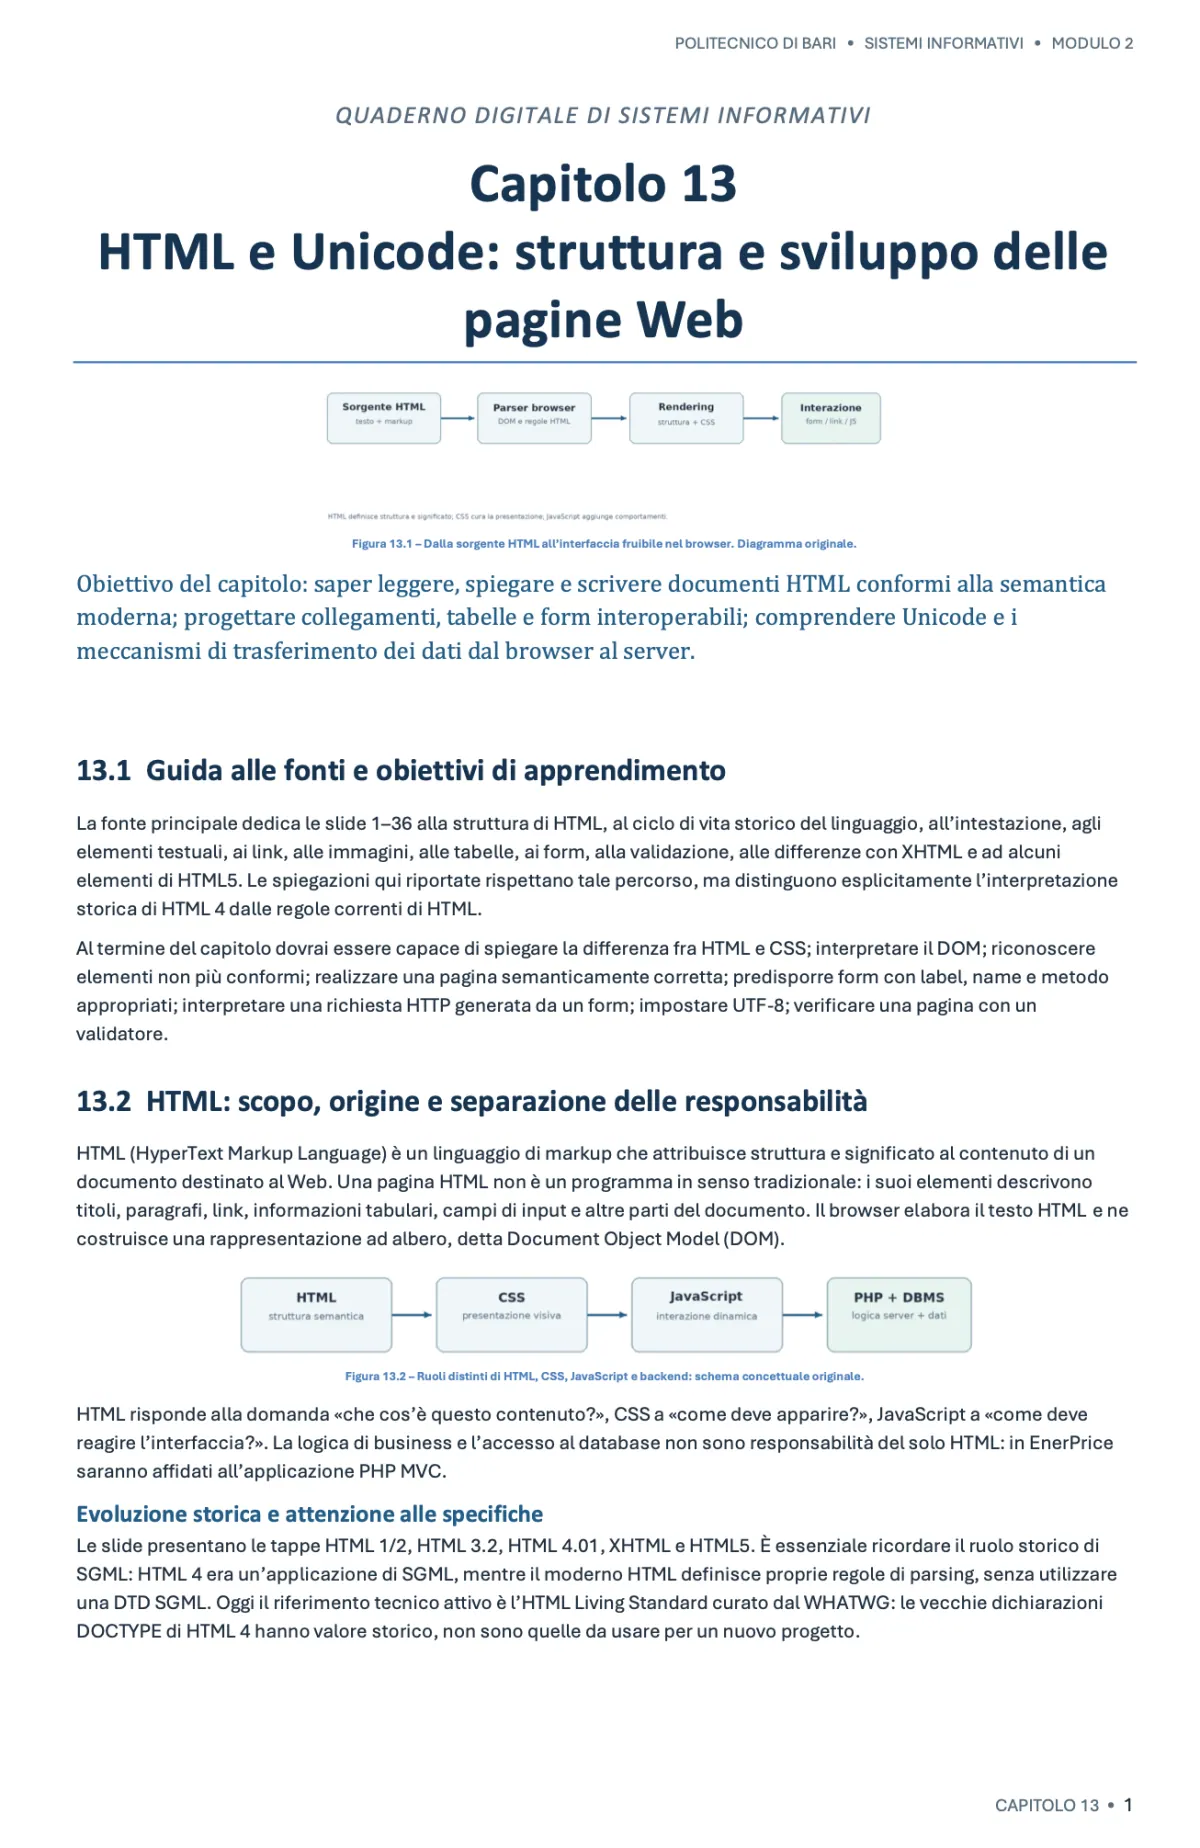 POLITECNICO DI BARI • SISTEMI INFORMATIVI • MODULO 2
QUADERNO DIGITALE DI SISTEMI INFORMATIVI
Capitolo 13
HTML e Unicode: struttura e sviluppo delle
pagine Web
Sorgente HTML
testo + markup
Parser browser
DOM e regole HTML
Rendering
struttura + CSS
Interazione
form / link / JS
HTML definisce struttura e significato; CSS cura la presentazione; JavaScript aggiunge comportamenti.
Figura 13.1 – Dalla sorgente HTML all’interfaccia fruibile nel browser. Diagramma originale.
Obiettivo del capitolo: saper leggere, spiegare e scrivere documenti HTML conformi alla semantica
moderna; progettare collegamenti, tabelle e form interoperabili; comprendere Unicode e i
meccanismi di trasferimento dei dati dal browser al server.
13.1 Guida alle fonti e obiettivi di apprendimento
La fonte principale dedica le slide 1–36 alla struttura di HTML, al ciclo di vita storico del linguaggio, all’intestazione, agli
elementi testuali, ai link, alle immagini, alle tabelle, ai form, alla validazione, alle differenze con XHTML e ad alcuni
elementi di HTML5. Le spiegazioni qui riportate rispettano tale percorso, ma distinguono esplicitamente l’interpretazione
storica di HTML 4 dalle regole correnti di HTML.
Al termine del capitolo dovrai essere capace di spiegare la differenza fra HTML e CSS; interpretare il DOM; riconoscere
elementi non più conformi; realizzare una pagina semanticamente corretta; predisporre form con label, name e metodo
appropriati; interpretare una richiesta HTTP generata da un form; impostare UTF-8; verificare una pagina con un
validatore.
13.2 HTML: scopo, origine e separazione delle responsabilità
HTML (HyperText Markup Language) è un linguaggio di markup che attribuisce struttura e significato al contenuto di un
documento destinato al Web. Una pagina HTML non è un programma in senso tradizionale: i suoi elementi descrivono
titoli, paragrafi, link, informazioni tabulari, campi di input e altre parti del documento. Il browser elabora il testo HTML e ne
costruisce una rappresentazione ad albero, detta Document Object Model (DOM).
HTML
struttura semantica
CSS
presentazione visiva
JavaScript
interazione dinamica
PHP + DBMS
logica server + dati
Figura 13.2 – Ruoli distinti di HTML, CSS, JavaScript e backend: schema concettuale originale.
HTML risponde alla domanda «che cos’è questo contenuto?», CSS a «come deve apparire?», JavaScript a «come deve
reagire l’interfaccia?». La logica di business e l’accesso al database non sono responsabilità del solo HTML: in EnerPrice
saranno affidati all’applicazione PHP MVC.
Evoluzione storica e attenzione alle specifiche
Le slide presentano le tappe HTML 1/2, HTML 3.2, HTML 4.01, XHTML e HTML5. È essenziale ricordare il ruolo storico di
SGML: HTML 4 era un’applicazione di SGML, mentre il moderno HTML definisce proprie regole di parsing, senza utilizzare
una DTD SGML. Oggi il riferimento tecnico attivo è l’HTML Living Standard curato dal WHATWG: le vecchie dichiarazioni
DOCTYPE di HTML 4 hanno valore storico, non sono quelle da usare per un nuovo progetto.
CAPITOLO 13 • 1